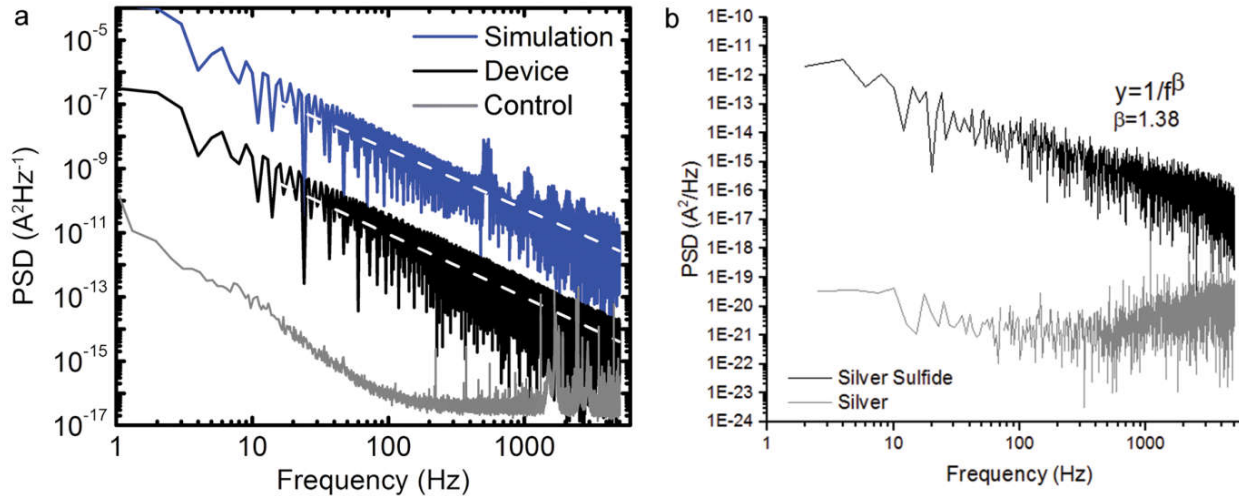 a
PSD (A²Hz⁻¹)
10⁻⁵
10⁻⁷
10⁻⁹
10⁻¹¹
10⁻¹³
10⁻¹⁵
10⁻¹⁷
Simulation
Device
Control
1 10 100 1000
Frequency (Hz)
b
PSD (A²/Hz)
1E-10
1E-11
1E-12
1E-13
1E-14
1E-15
1E-16
1E-17
1E-18
1E-19
1E-20
1E-21
1E-22
1E-23
1E-24
y=1/fᵝ
β=1.38
Silver Sulfide
Silver
1 10 100 1000
Frequency (Hz)